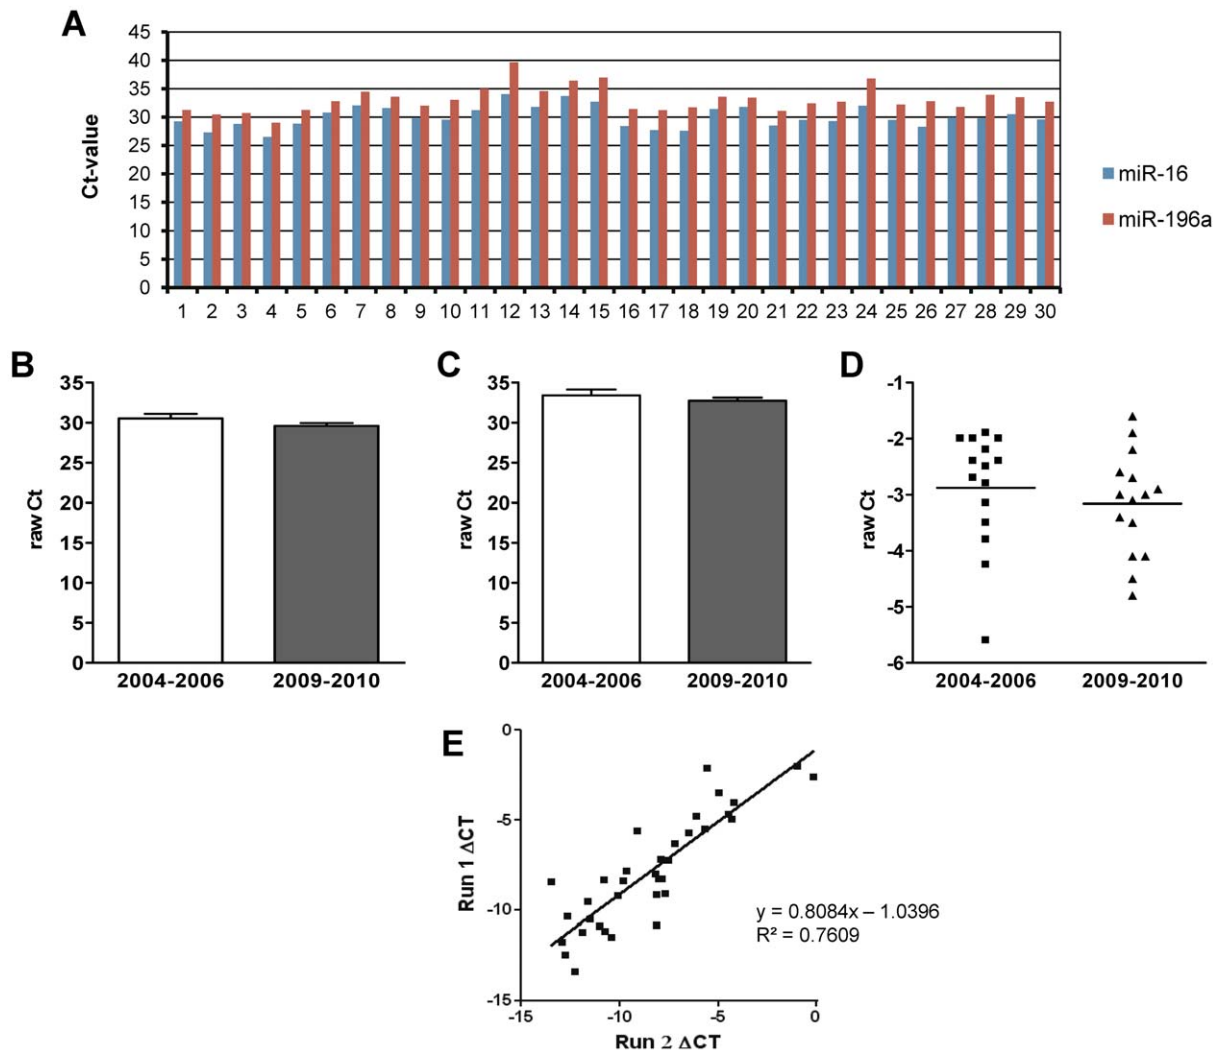 A
45
40
35
30
25
20
15
10
5
0
Ct-value
1 2 3 4 5 6 7 8 9 10 11 12 13 14 15 16 17 18 19 20 21 22 23 24 25 26 27 28 29 30
miR-16
miR-196a
B
35
30
25
20
15
10
5
0
raw Ct
2004-2006 2009-2010
C
35
30
25
20
15
10
5
0
raw Ct
2004-2006 2009-2010
D
-1
-2
-3
-4
-5
-6
raw Ct
2004-2006 2009-2010
E
0
-5
-10
-15
Run 1 ΔCT
y = 0.8084x – 1.0396
R² = 0.7609
-15 -10 -5 0
Run 2 ΔCT